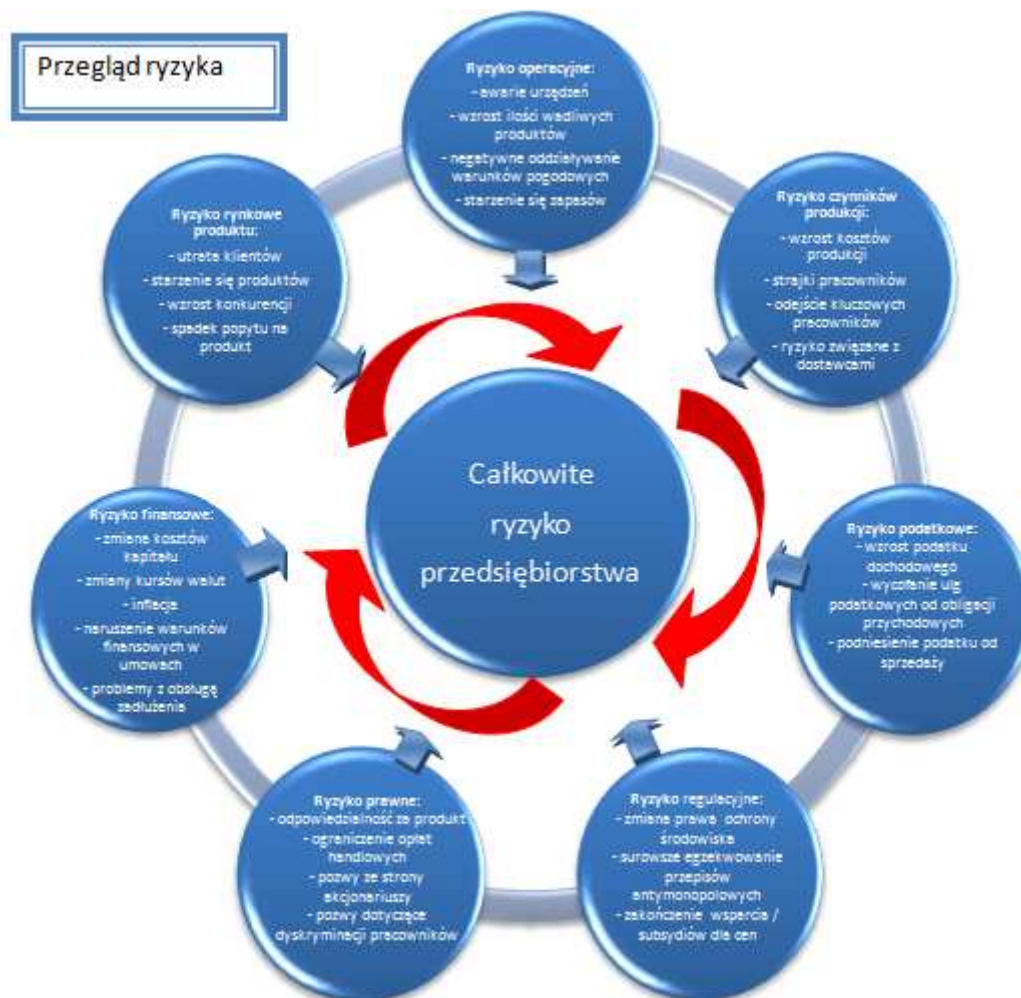 Przegląd ryzyka
Ryzyko operacyjne:
- awarie urządzeń
- wzrost ilości wadliwych
produktów
- negatywne oddziaływanie
warunków pogodowych
- starzenie się zapasów
Ryzyko czynników
produkcji:
- wzrost kosztów
produkcji
- strajki pracowników
- odejście kluczowych
pracowników
- ryzyko związane z
dostawcami
Ryzyko podatkowe:
- wzrost podatku
dochodowego
- wycofanie ulg
podatkowych od obligacji
przychodowych
- podniesienie podatku od
sprzedaży
Ryzyko regulacyjne:
- zmiana prawa ochrony
środowiska
- surowsze egzekwowanie
przepisów
antymonopolowych
- zakończenie wsparcia /
subsydiów dla cen
Ryzyko prawne:
- odpowiedzialność za produkt
- ograniczenie opłat
handlowych
- pozwy ze strony
akcjonariuszy
- pozwy dotyczące
dyskryminacji pracowników
Ryzyko finansowe:
- zmiana kosztów
kapitału
- zmiany kursów walut
- inflacja
- naruszenie warunków
finansowych w
umowach
- problemy z obsługę
zadłużenia
Ryzyko rynkowe
produktu:
- utrata klientów
- starzenie się produktów
- wzrost konkurencji
- spadek popytu na
produkt
Całkowite
ryzyko
przedsiębiorstwa